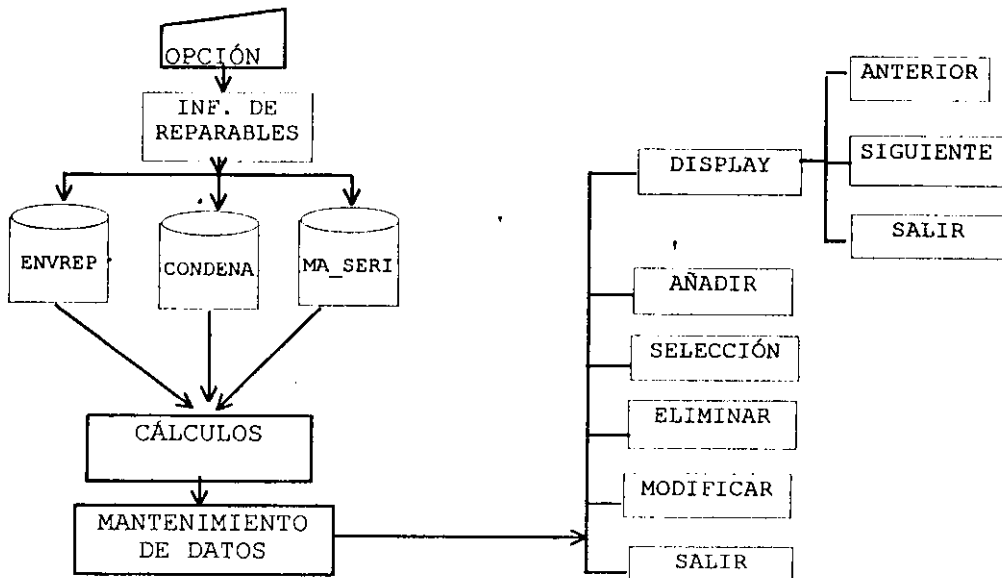 OPCIÓN
INF. DE
REPARABLES
ENVREP
CONDENA
MA_SERI
CÁLCULOS
MANTENIMIENTO
DE DATOS
DISPLAY
AÑADIR
SELECCIÓN
ELIMINAR
MODIFICAR
SALIR
ANTERIOR
SIGUIENTE
SALIR